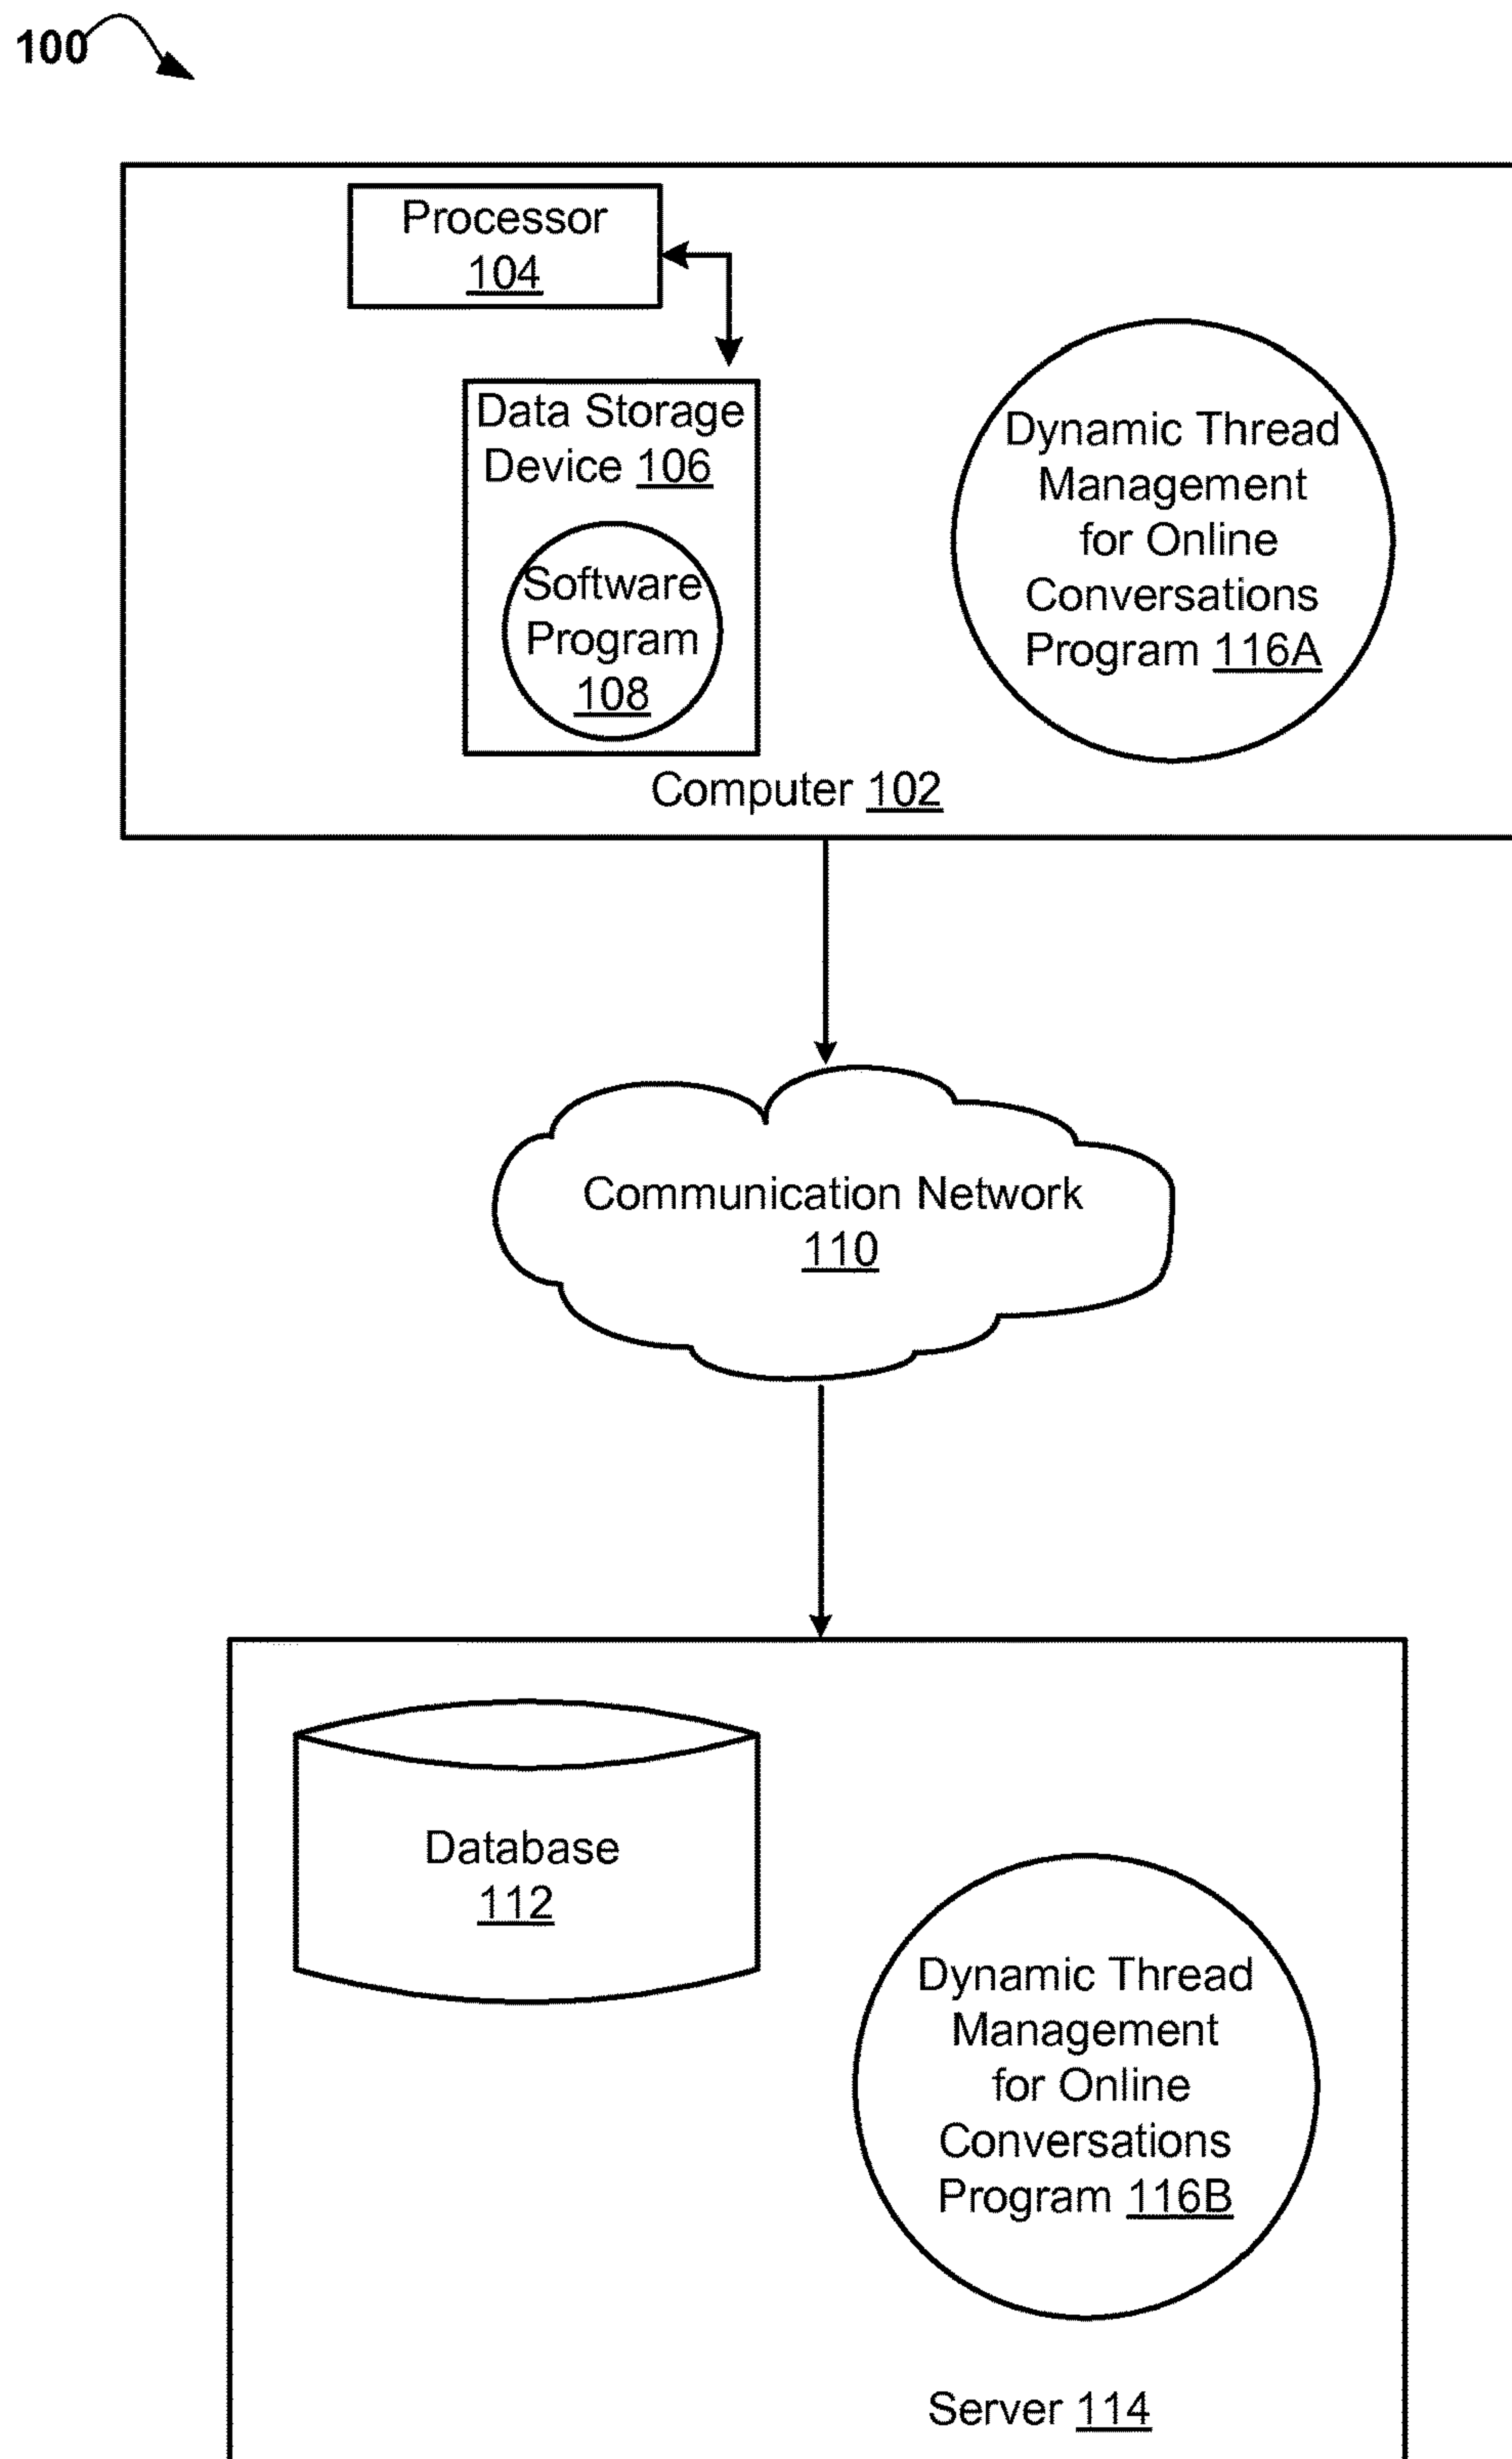 100
Processor
104
Data Storage
Device 106
Software
Program
108
Dynamic Thread
Management
for Online
Conversations
Program 116A
Computer 102
Communication Network
110
Database
112
Dynamic Thread
Management
for Online
Conversations
Program 116B
Server 114